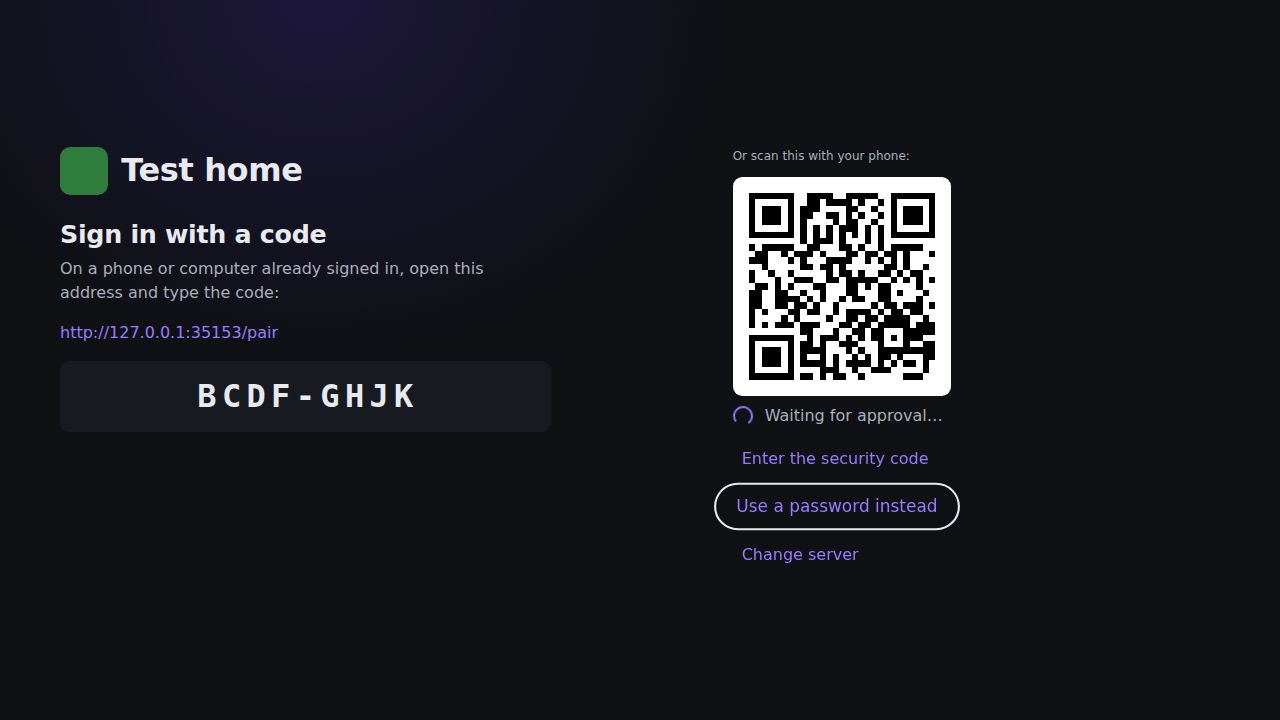 Test home
Sign in with a code
On a phone or computer already signed in, open this
address and type the code:
http://127.0.0.1:35153/pair
BCDF-GHJK
Or scan this with your phone:
Waiting for approval…
Enter the security code
Use a password instead
Change server